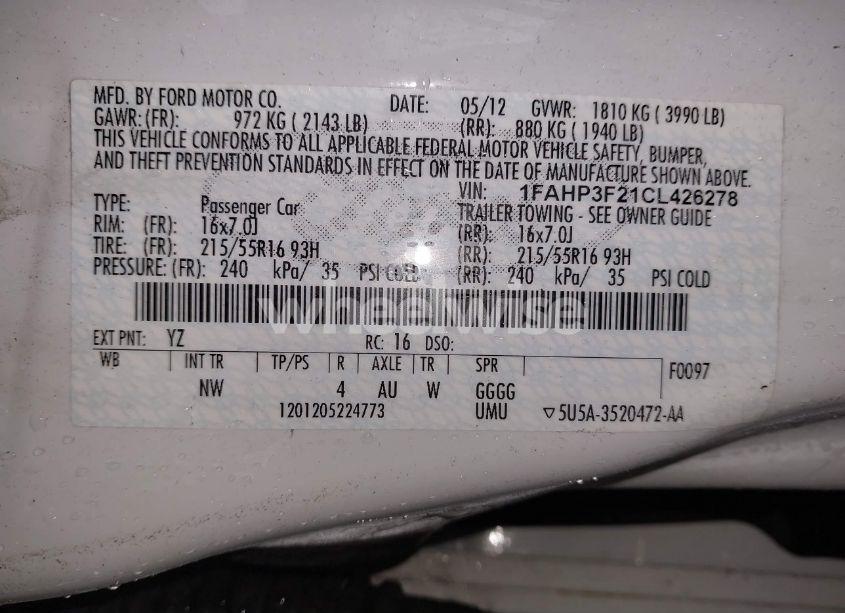 MFD. BY FORD MOTOR CO. DATE: 05/12 GVWR: 1810 KG ( 3990 LB)
GAWR: (FR): 972 KG ( 2143 LB) (RR): 880 KG ( 1940 LB)
THIS VEHICLE CONFORMS TO ALL APPLICABLE FEDERAL MOTOR VEHICLE SAFETY, BUMPER,
AND THEFT PREVENTION STANDARDS IN EFFECT ON THE DATE OF MANUFACTURE SHOWN ABOVE.
VIN: 1FAHP3F21CL426278
TYPE: Passenger Car TRAILER TOWING - SEE OWNER GUIDE
RIM: (FR): 16x7.0J (RR): 16x7.0J
TIRE: (FR): 215/55R16 93H (RR): 215/55R16 93H
PRESSURE: (FR): 240 kPa/ 35 PSI COLD (RR): 240 kPa/ 35 PSI COLD
wheelwise
EXT PNT: YZ RC: 16 DSO:
WB INT TR TP/PS R AXLE TR SPR F0097
NW 4 AU W GGGG
1201205224773 UMU ▽5U5A-3520472-AA